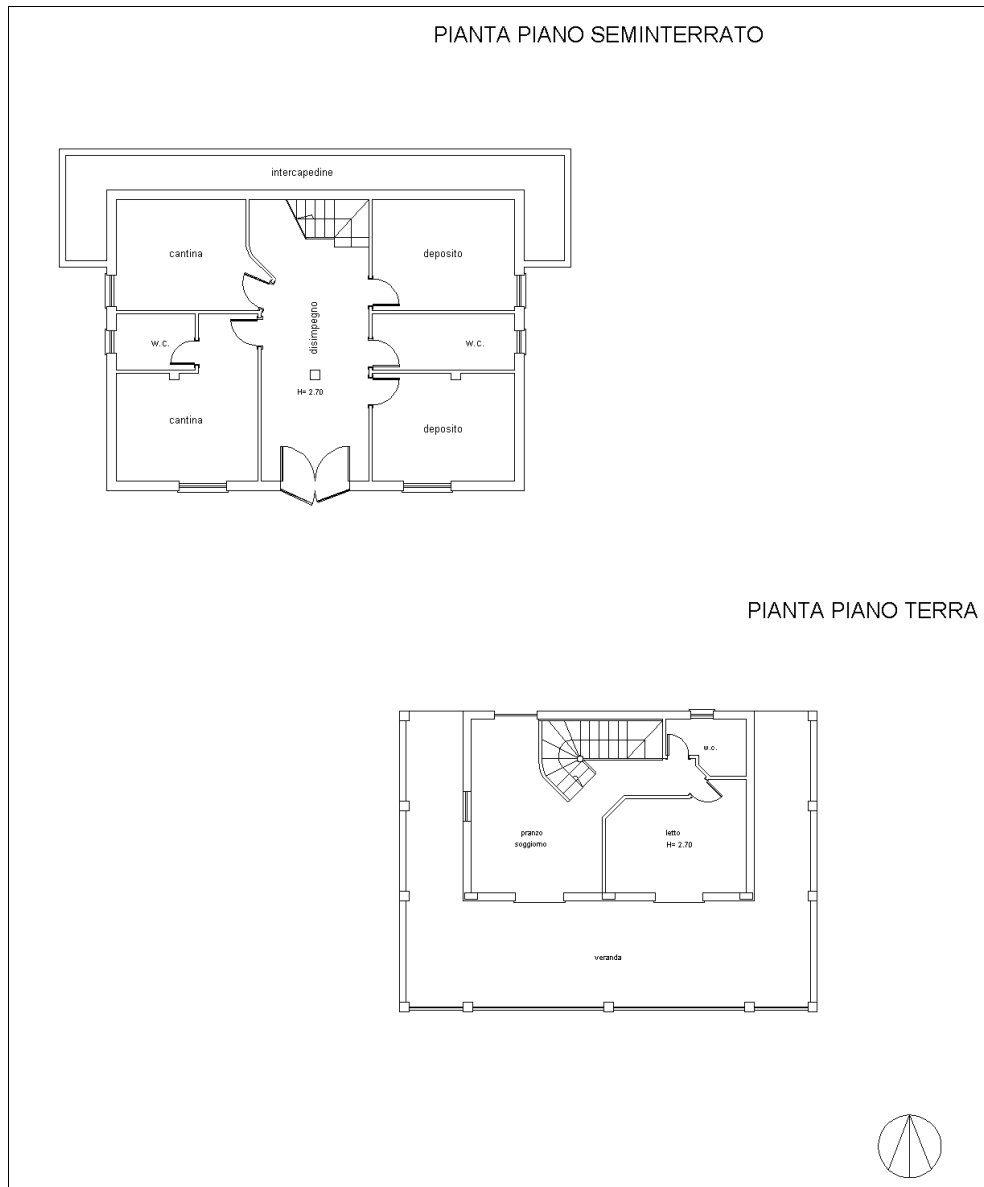 PIANTA PIANO SEMINTERRATO
intercapedine
cantina
deposito
disimpegno
w.c.
w.c.
H= 2.70
cantina
deposito
PIANTA PIANO TERRA
w.c.
pranzo
soggiorno
letto
H= 2.70
veranda